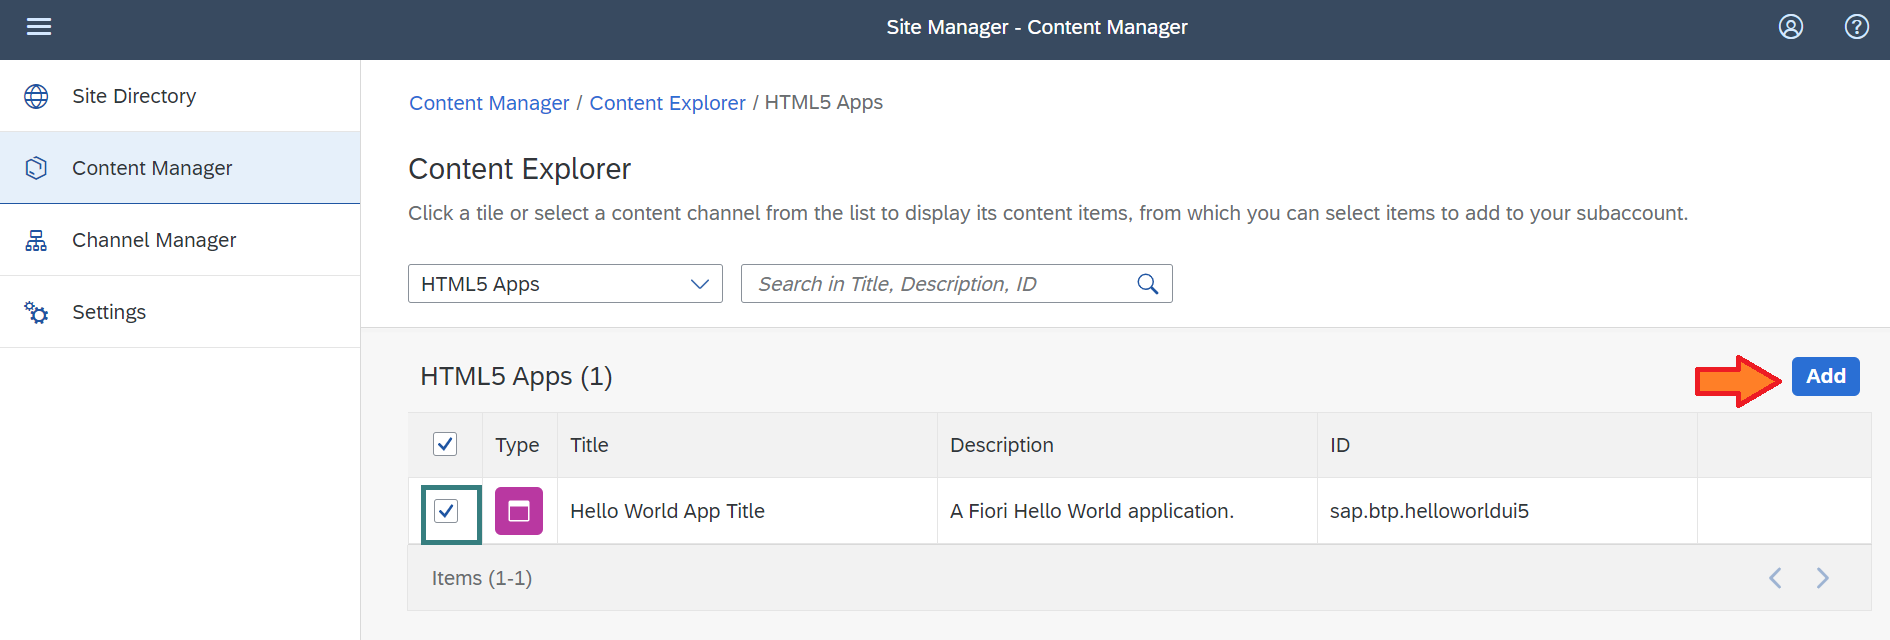 Site Manager - Content Manager
Site Directory
Content Manager
Channel Manager
Settings
Content Manager / Content Explorer / HTML5 Apps
Content Explorer
Click a tile or select a content channel from the list to display its content items, from which you can select items to add to your subaccount.
HTML5 Apps
Search in Title, Description, ID
HTML5 Apps (1)
Add
Type Title Description ID
Hello World App Title A Fiori Hello World application. sap.btp.helloworldui5
Items (1-1)